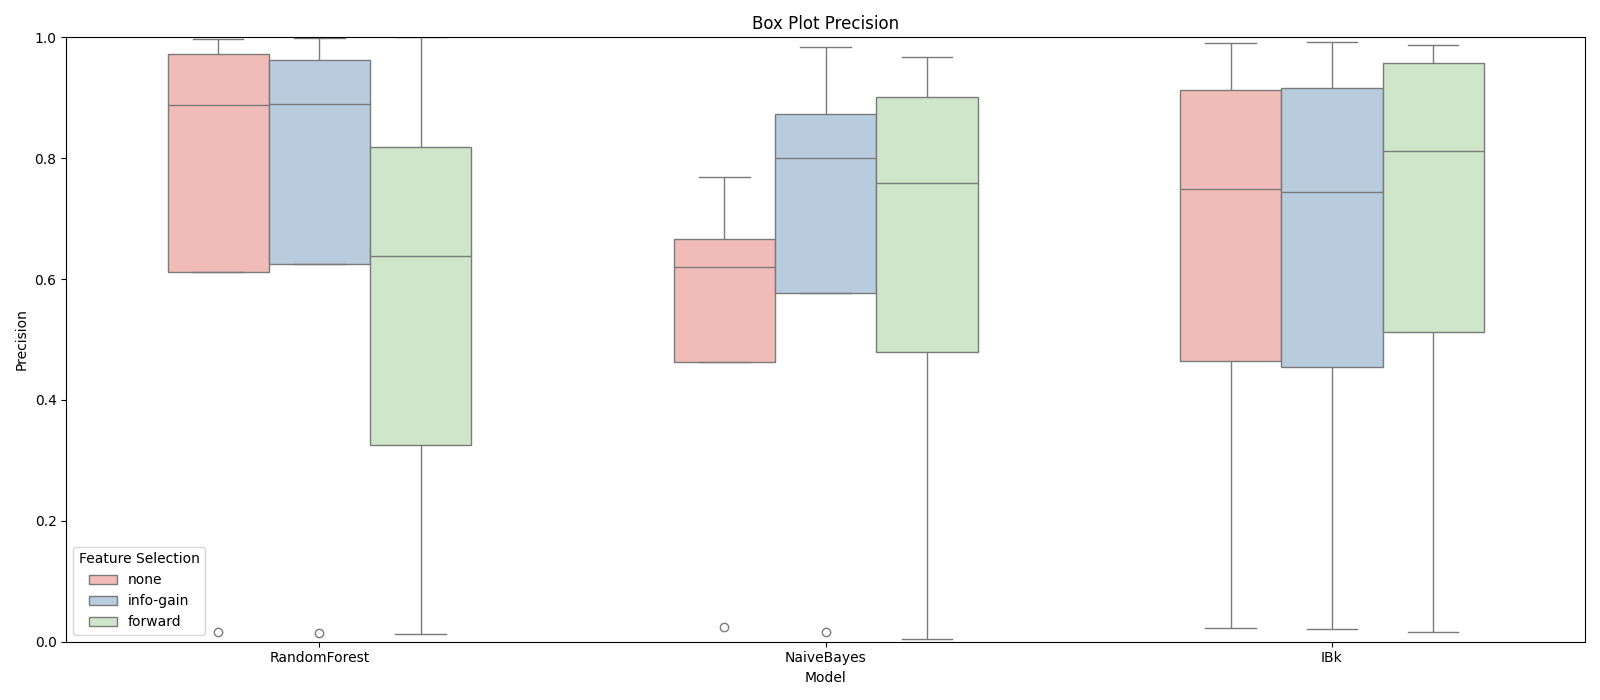 Box Plot Precision
1.0
0.8
0.6
0.4
0.2
0.0
Precision
Feature Selection
none
info-gain
forward
RandomForest
NaiveBayes
IBk
Model